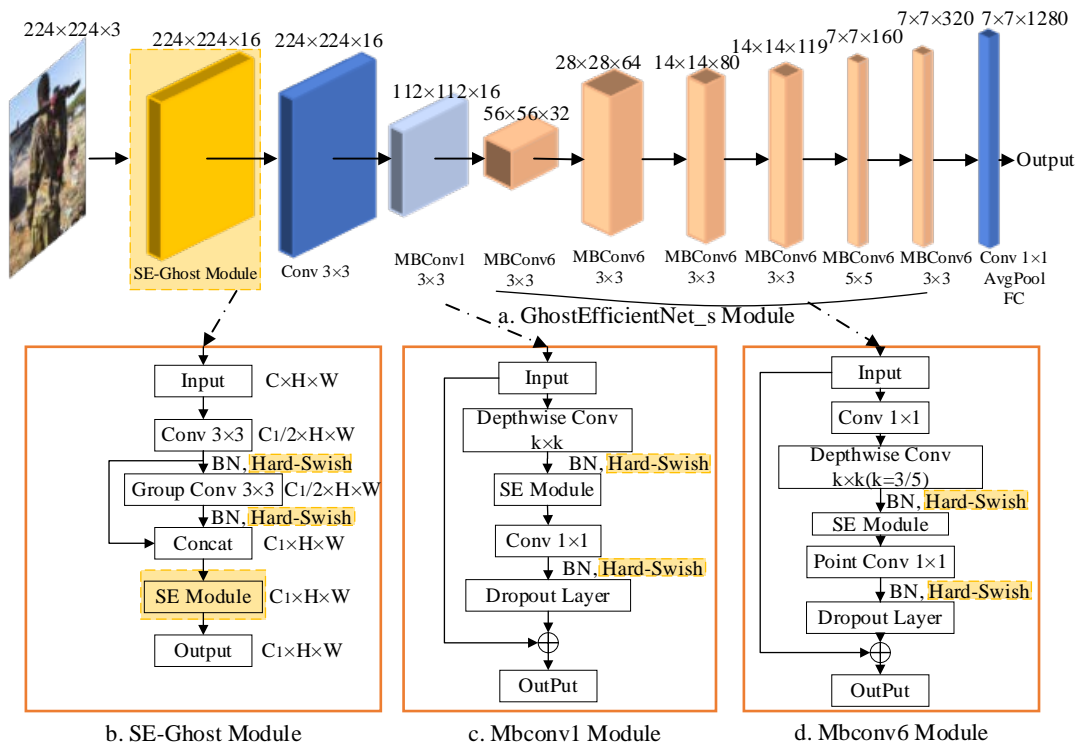 224×224×3
224×224×16
224×224×16
112×112×16
56×56×32
28×28×64
14×14×80
14×14×119
7×7×160
7×7×320
7×7×1280
Output
SE-Ghost Module
Conv 3×3
MBConv1
3×3
MBConv6
3×3
MBConv6
3×3
MBConv6
3×3
MBConv6
3×3
MBConv6
5×5
MBConv6
3×3
Conv 1×1
AvgPool
FC
a. GhostEfficientNet_s Module
Input C×H×W
Conv 3×3 C1/2×H×W
BN, Hard-Swish
Group Conv 3×3 C1/2×H×W
BN, Hard-Swish
Concat C1×H×W
SE Module C1×H×W
Output C1×H×W
b. SE-Ghost Module
Input
Depthwise Conv
k×k
BN, Hard-Swish
SE Module
Conv 1×1
BN, Hard-Swish
Dropout Layer
OutPut
c. Mbconv1 Module
Input
Conv 1×1
Depthwise Conv
k×k(k=3/5)
BN, Hard-Swish
SE Module
Point Conv 1×1
BN, Hard-Swish
Dropout Layer
OutPut
d. Mbconv6 Module